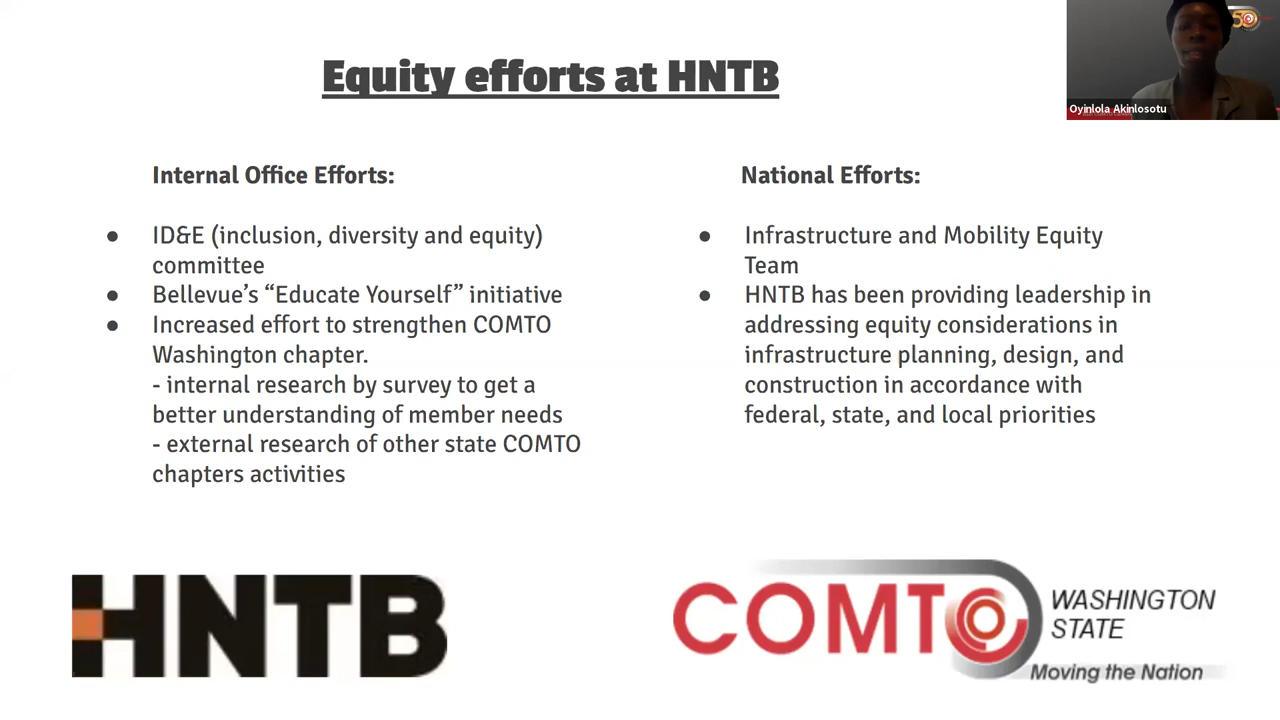 Equity efforts at HNTB
50
Oyinlola Akinlosotu
Internal Office Efforts:
● ID&E (inclusion, diversity and equity)
committee
● Bellevue's “Educate Yourself” initiative
● Increased effort to strengthen COMTO
Washington chapter.
- internal research by survey to get a
better understanding of member needs
- external research of other state COMTO
chapters activities
National Efforts:
● Infrastructure and Mobility Equity
Team
● HNTB has been providing leadership in
addressing equity considerations in
infrastructure planning, design, and
construction in accordance with
federal, state, and local priorities
HNTB
COMTO
WASHINGTON
STATE
Moving the Nation